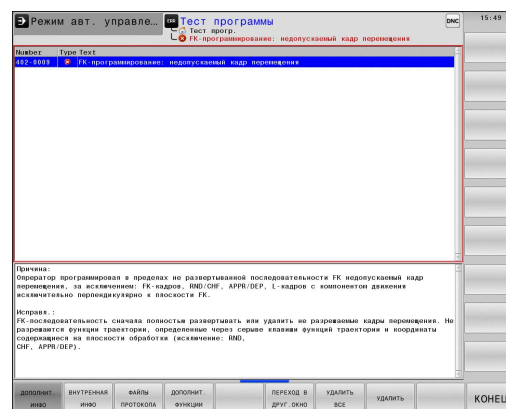 Режим авт. управле...
Тест программы
DNC
15:49
Тест прогр.
FK-программирование: недопускаемый кадр перемещения
Number Type Text
402-0009 FK-программирование: недопускаемый кадр перемещения
Причина:
Оператор программировал в пределах не развертыванной последовательности FK недопускаемый кадр
перемещения, за исключением: FK-кадров, RND/CHF, APPR/DEP, L-кадров с компонентом движения
исключительно перпендикулярно к плоскости FK.
Исправл.:
FK-последовательность сначала полностью развертывать или удалить не разрешаемые кадры перемещения. Не
разрешаются функции траектории, определенные через серые клавиши функций траектории и координаты
содержащиеся на плоскости обработки (исключение: RND,
CHF, APPR/DEP).
ДОПОЛНИТ. ИНФО
ВНУТРЕННАЯ ИНФО
ФАЙЛЫ ПРОТОКОЛА
ДОПОЛНИТ. ФУНКЦИИ
ПЕРЕХОД В ДРУГ.ОКНО
УДАЛИТЬ ВСЕ
УДАЛИТЬ
КОНЕЦ